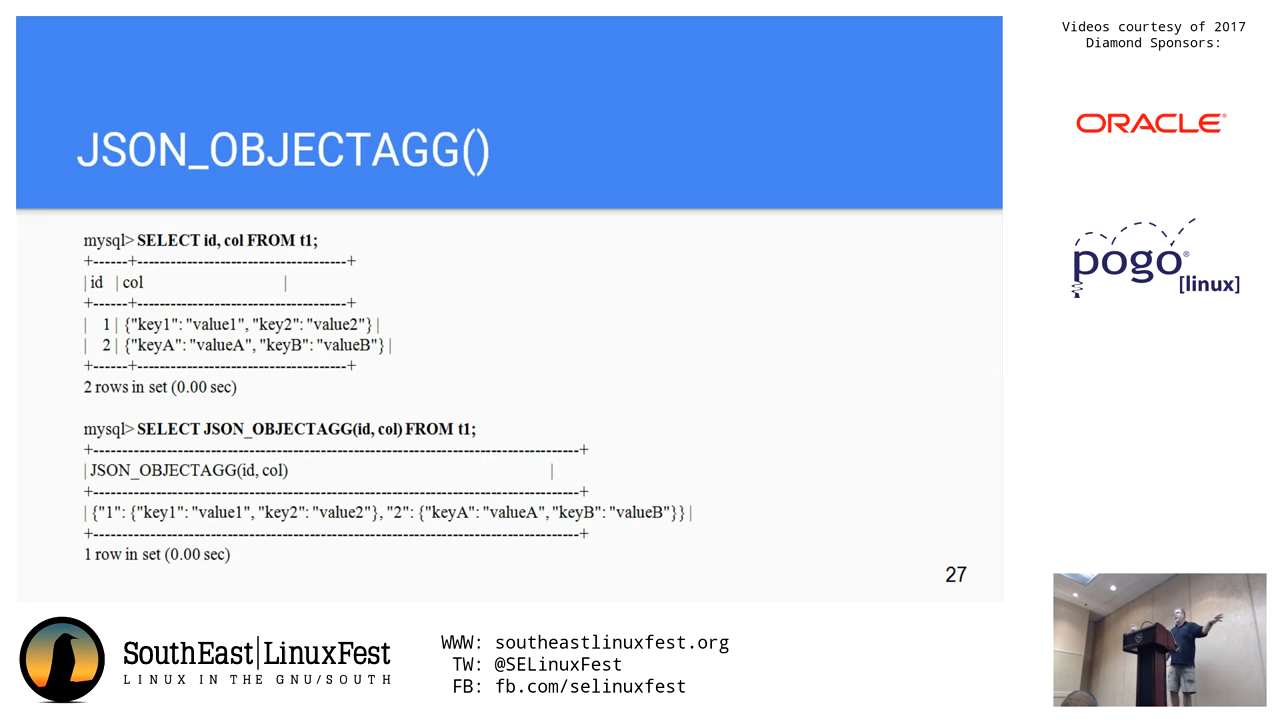 JSON_OBJECTAGG()
mysql> SELECT id, col FROM t1;
+------+--------------------------------------+
| id | col |
+------+--------------------------------------+
| 1 | {"key1": "value1", "key2": "value2"} |
| 2 | {"keyA": "valueA", "keyB": "valueB"} |
+------+--------------------------------------+
2 rows in set (0.00 sec)
mysql> SELECT JSON_OBJECTAGG(id, col) FROM t1;
+----------------------------------------------------------------------------------------+
| JSON_OBJECTAGG(id, col) |
+----------------------------------------------------------------------------------------+
| {"1": {"key1": "value1", "key2": "value2"}, "2": {"keyA": "valueA", "keyB": "valueB"}} |
+----------------------------------------------------------------------------------------+
1 row in set (0.00 sec)
27
Videos courtesy of 2017
Diamond Sponsors:
ORACLE®
pogo®
[linux]
SouthEast|LinuxFest
LINUX IN THE GNU/SOUTH
WWW: southeastlinuxfest.org
TW: @SELinuxFest
FB: fb.com/selinuxfest